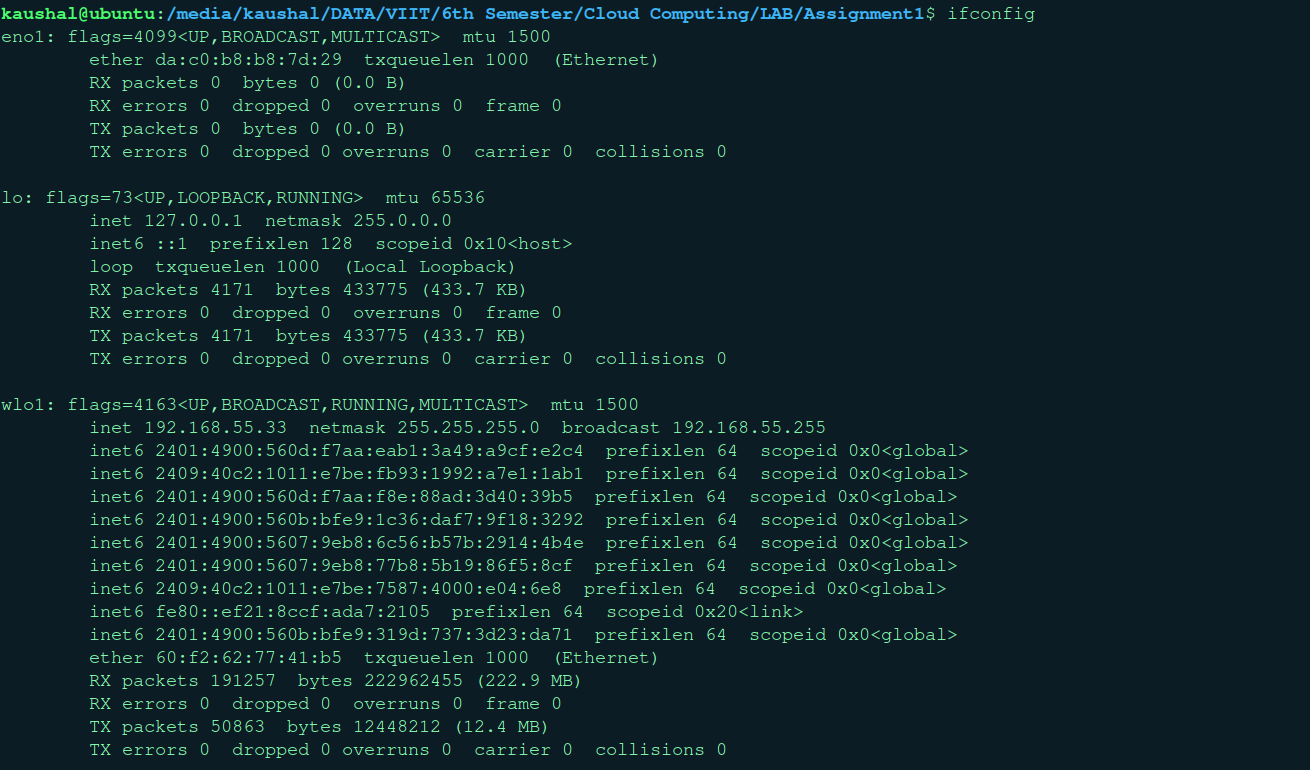 kaushal@ubuntu:/media/kaushal/DATA/VIIT/6th Semester/Cloud Computing/LAB/Assignment1$ ifconfig
eno1: flags=4099<UP,BROADCAST,MULTICAST>  mtu 1500
        ether da:c0:b8:b8:7d:29  txqueuelen 1000  (Ethernet)
        RX packets 0  bytes 0 (0.0 B)
        RX errors 0  dropped 0  overruns 0  frame 0
        TX packets 0  bytes 0 (0.0 B)
        TX errors 0  dropped 0 overruns 0  carrier 0  collisions 0

lo: flags=73<UP,LOOPBACK,RUNNING>  mtu 65536
        inet 127.0.0.1  netmask 255.0.0.0
        inet6 ::1  prefixlen 128  scopeid 0x10<host>
        loop  txqueuelen 1000  (Local Loopback)
        RX packets 4171  bytes 433775 (433.7 KB)
        RX errors 0  dropped 0  overruns 0  frame 0
        TX packets 4171  bytes 433775 (433.7 KB)
        TX errors 0  dropped 0 overruns 0  carrier 0  collisions 0

wlo1: flags=4163<UP,BROADCAST,RUNNING,MULTICAST>  mtu 1500
        inet 192.168.55.33  netmask 255.255.255.0  broadcast 192.168.55.255
        inet6 2401:4900:560d:f7aa:eab1:3a49:a9cf:e2c4  prefixlen 64  scopeid 0x0<global>
        inet6 2409:40c2:1011:e7be:fb93:1992:a7e1:1ab1  prefixlen 64  scopeid 0x0<global>
        inet6 2401:4900:560d:f7aa:f8e:88ad:3d40:39b5  prefixlen 64  scopeid 0x0<global>
        inet6 2401:4900:560b:bfe9:1c36:daf7:9f18:3292  prefixlen 64  scopeid 0x0<global>
        inet6 2401:4900:5607:9eb8:6c56:b57b:2914:4b4e  prefixlen 64  scopeid 0x0<global>
        inet6 2401:4900:5607:9eb8:77b8:5b19:86f5:8cf  prefixlen 64  scopeid 0x0<global>
        inet6 2409:40c2:1011:e7be:7587:4000:e04:6e8  prefixlen 64  scopeid 0x0<global>
        inet6 fe80::ef21:8ccf:ada7:2105  prefixlen 64  scopeid 0x20<link>
        inet6 2401:4900:560b:bfe9:319d:737:3d23:da71  prefixlen 64  scopeid 0x0<global>
        ether 60:f2:62:77:41:b5  txqueuelen 1000  (Ethernet)
        RX packets 191257  bytes 222962455 (222.9 MB)
        RX errors 0  dropped 0  overruns 0  frame 0
        TX packets 50863  bytes 12448212 (12.4 MB)
        TX errors 0  dropped 0 overruns 0  carrier 0  collisions 0